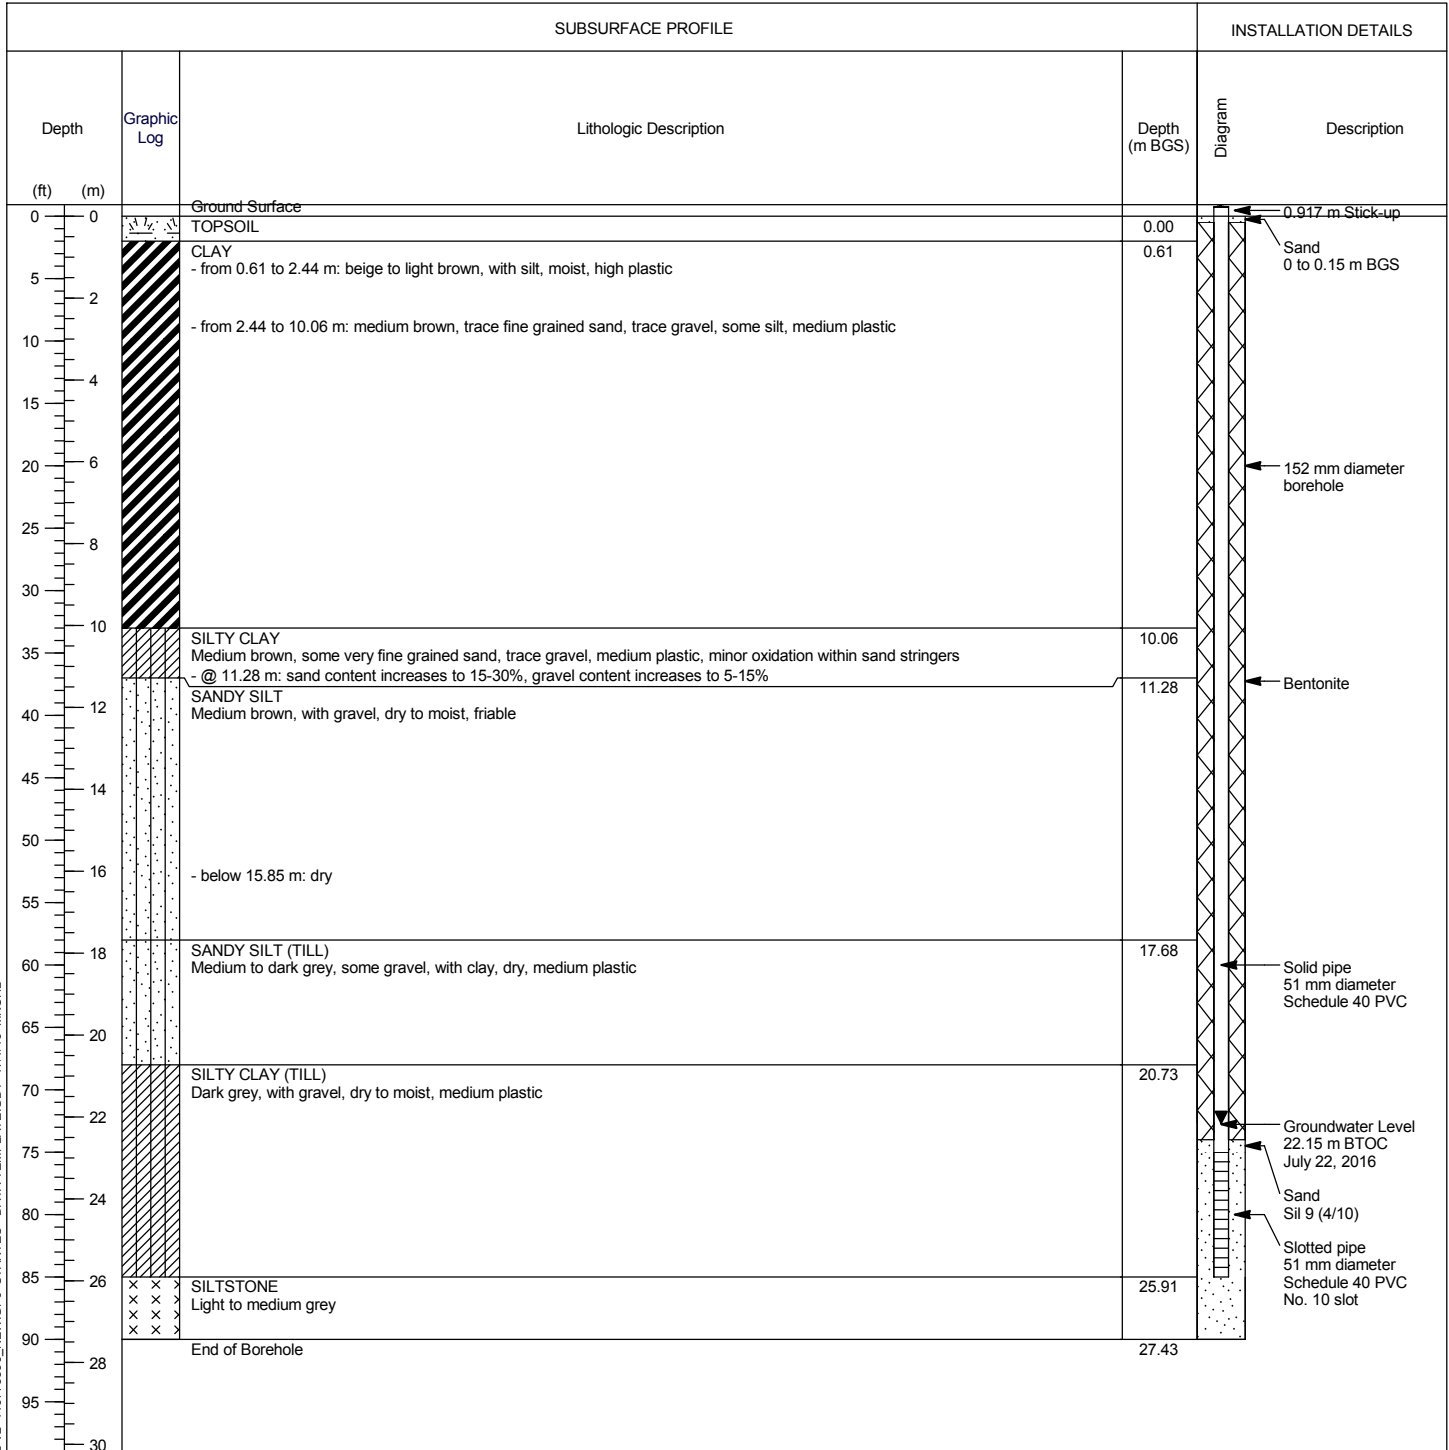 SUBSURFACE PROFILE
INSTALLATION DETAILS
Depth
Graphic
Log
Lithologic Description
Depth
(m BGS)
Diagram
Description
(ft)
(m)
Ground Surface
0
0
TOPSOIL
0.00
0.917 m Stick-up
CLAY
0.61
- from 0.61 to 2.44 m: beige to light brown, with silt, moist, high plastic
Sand
0 to 0.15 m BGS
5
2
- from 2.44 to 10.06 m: medium brown, trace fine grained sand, trace gravel, some silt, medium plastic
10
4
15
6
20
152 mm diameter
borehole
25
8
30
10
SILTY CLAY
10.06
35
Medium brown, some very fine grained sand, trace gravel, medium plastic, minor oxidation within sand stringers
- @ 11.28 m: sand content increases to 15-30%, gravel content increases to 5-15%
11.28
Bentonite
SANDY SILT
12
40
Medium brown, with gravel, dry to moist, friable
45
14
50
16
- below 15.85 m: dry
55
18
SANDY SILT (TILL)
17.68
60
Medium to dark grey, some gravel, with clay, dry, medium plastic
Solid pipe
51 mm diameter
Schedule 40 PVC
65
20
SILTY CLAY (TILL)
20.73
70
Dark grey, with gravel, dry to moist, medium plastic
22
Groundwater Level
22.15 m BTOC
July 22, 2016
75
24
Sand
Sil 9 (4/10)
80
Slotted pipe
51 mm diameter
Schedule 40 PVC
No. 10 slot
85
26
SILTSTONE
25.91
Light to medium grey
90
End of Borehole
27.43
28
95
30